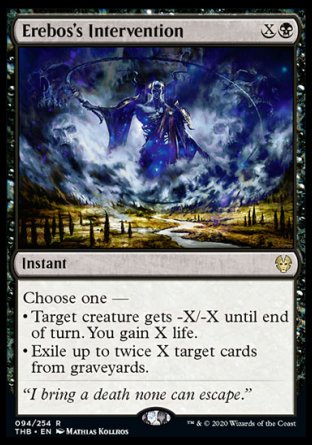 Erebos's Intervention X
Instant
Choose one —
• Target creature gets -X/-X until end
of turn. You gain X life.
• Exile up to twice X target cards
from graveyards.
“I bring a death none can escape.”
094/254 R
THB • EN MATHIAS KOLLROS
™ & © 2020 Wizards of the Coast